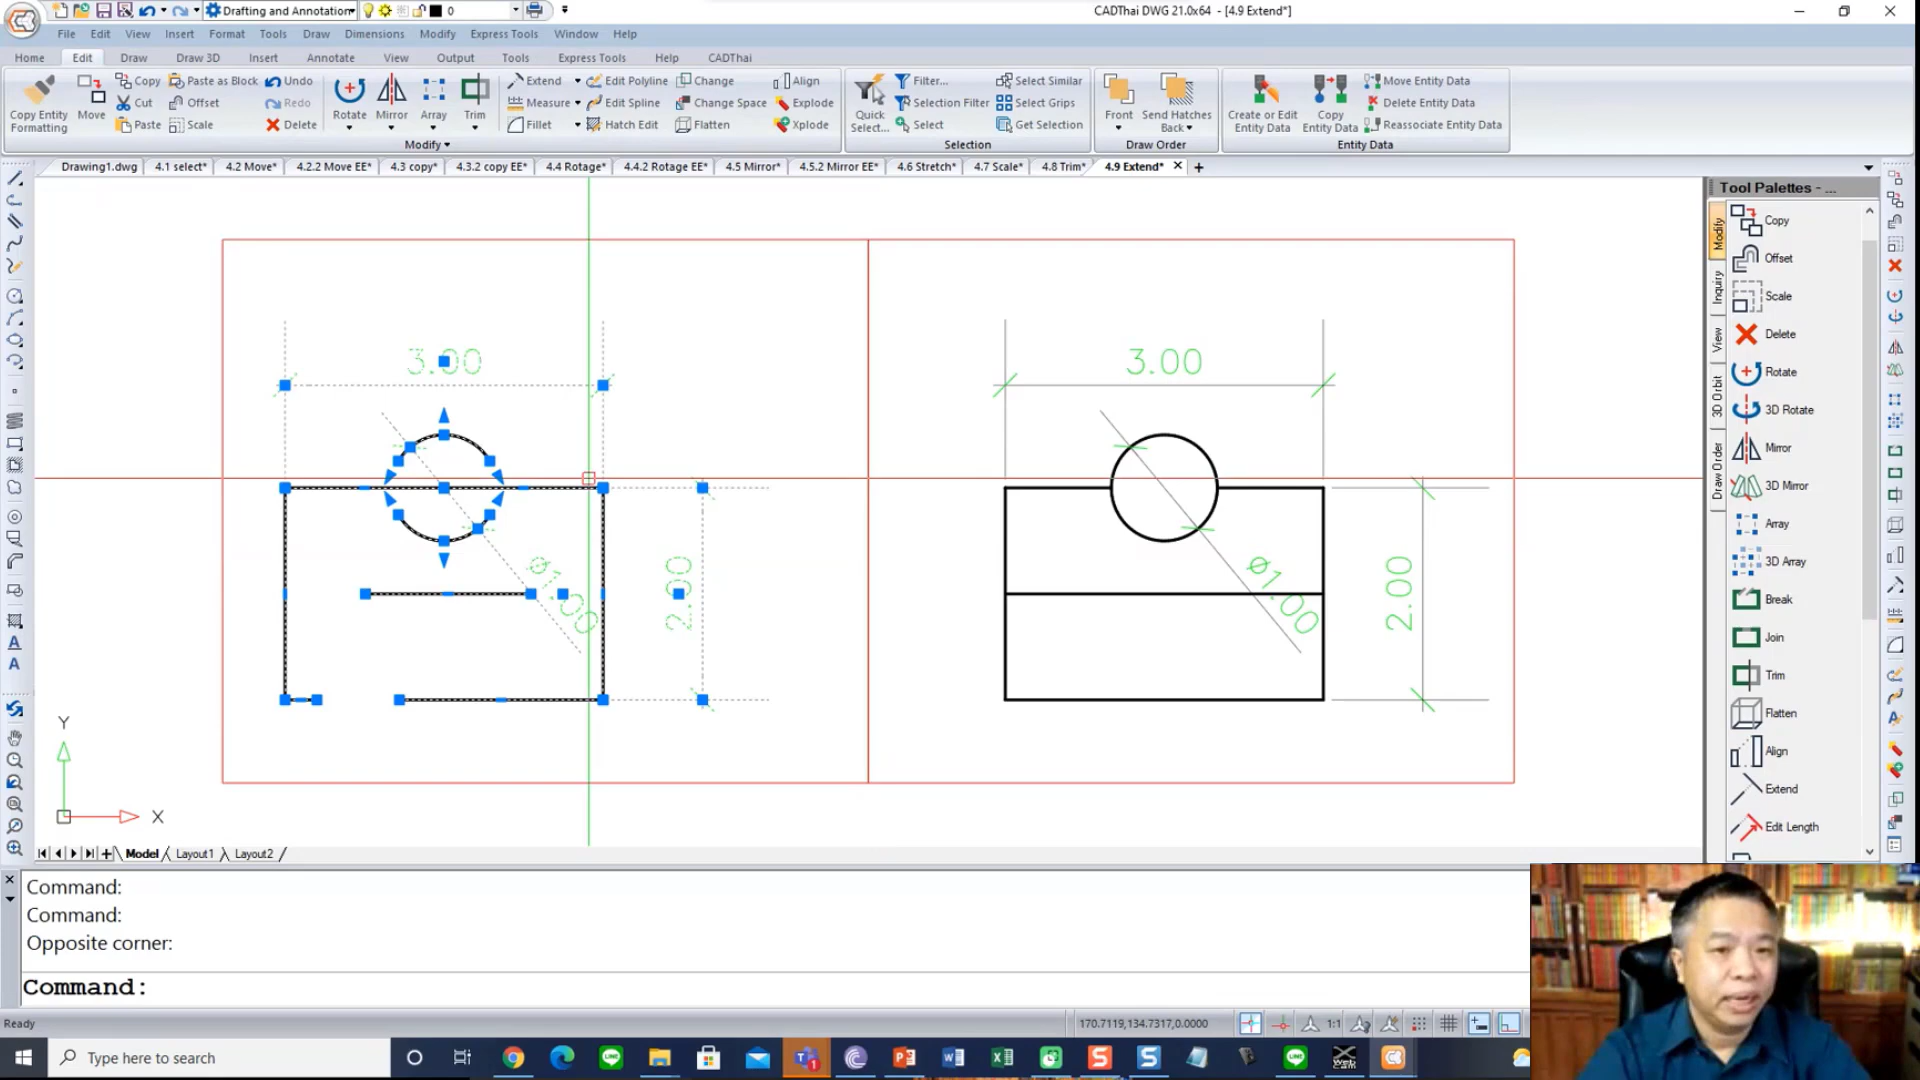 Drafting and Annotation
0
CADThai DWG 21.0x64 - [4.9 Extend*]
File Edit View Insert Format Tools Draw Dimensions Modify Express Tools Window Help
Home Edit Draw Draw 3D Insert Annotate View Output Tools Express Tools Help CADThai
Copy Entity Formatting
Move
Copy
Cut
Paste
Paste as Block
Offset
Scale
Undo
Redo
Delete
Rotate
Mirror
Array
Trim
Extend
Measure
Fillet
Edit Polyline
Edit Spline
Hatch Edit
Change
Change Space
Flatten
Align
Explode
Xplode
Modify
Quick Select...
Filter...
Selection Filter
Select
Select Similar
Select Grips
Get Selection
Selection
Front
Send Hatches Back
Draw Order
Create or Edit Entity Data
Copy Entity Data
Move Entity Data
Delete Entity Data
Reassociate Entity Data
Entity Data
Drawing1.dwg 4.1 select* 4.2 Move* 4.2.2 Move EE* 4.3 copy* 4.3.2 copy EE* 4.4 Rotage* 4.4.2 Rotage EE* 4.5 Mirror* 4.5.2 Mirror EE* 4.6 Stretch* 4.7 Scale* 4.8 Trim* 4.9 Extend*
3.00
ø1.00
2.00
3.00
ø1.00
2.00
Y
X
Tool Palettes - ...
Modify
Inquiry
View
3D Orbit
Draw Order
Copy
Offset
Scale
Delete
Rotate
3D Rotate
Mirror
3D Mirror
Array
3D Array
Break
Join
Trim
Flatten
Align
Extend
Edit Length
Model Layout1 Layout2
Command:
Command:
Opposite corner:
Command:
Ready
170.7119,134.7317,0.0000
1:1
Type here to search